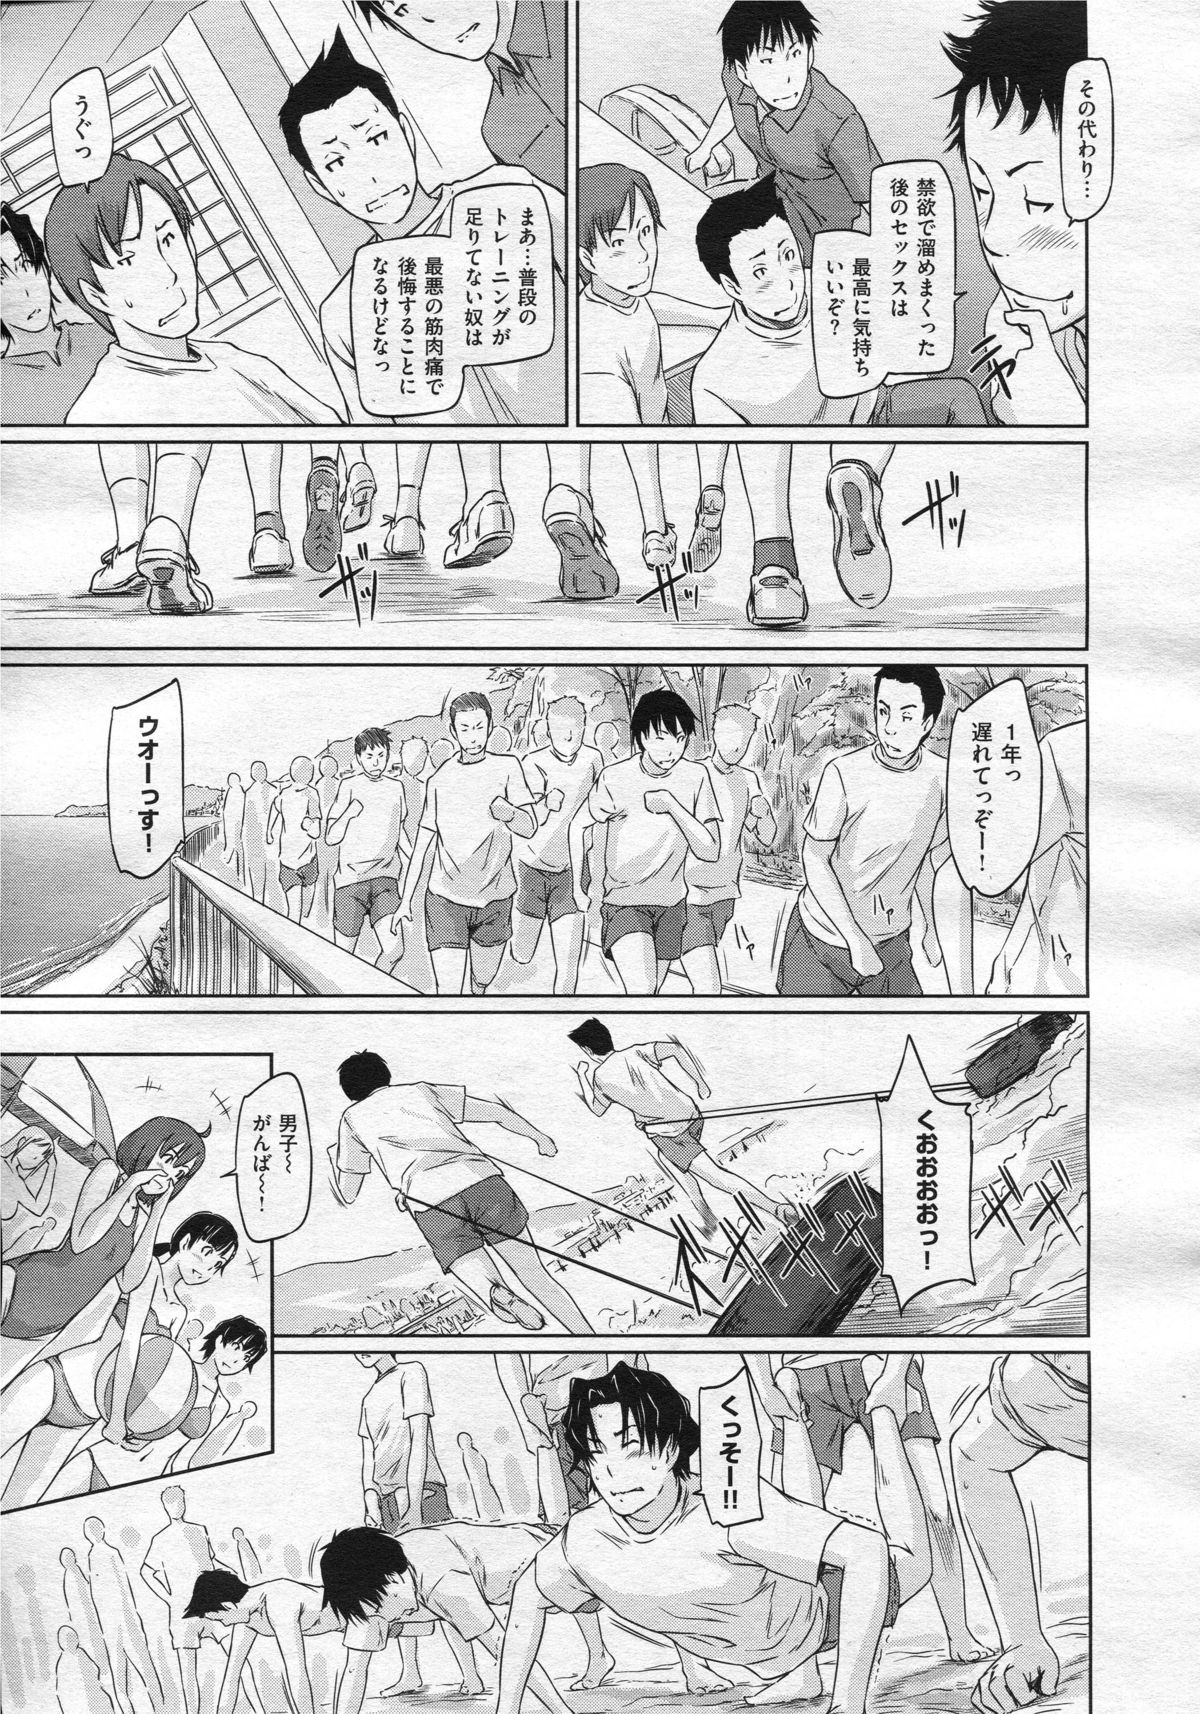 その代わり…
禁欲で溜めまくった
後のセックスは
最高に気持ち
いいぞ？
まあ…普段の
トレーニングが
足りてない奴は
最悪の筋肉痛で
後悔することに
なるけどなっ
うぐっ
ザッ
ザッ
ザッ
1年っ
遅れてっぞー！
ウオーっす！
ハァ
ハァ
ハァ
くおおおおっ！
ズザザザザ
男子〜
がんば〜！
くっそー!!